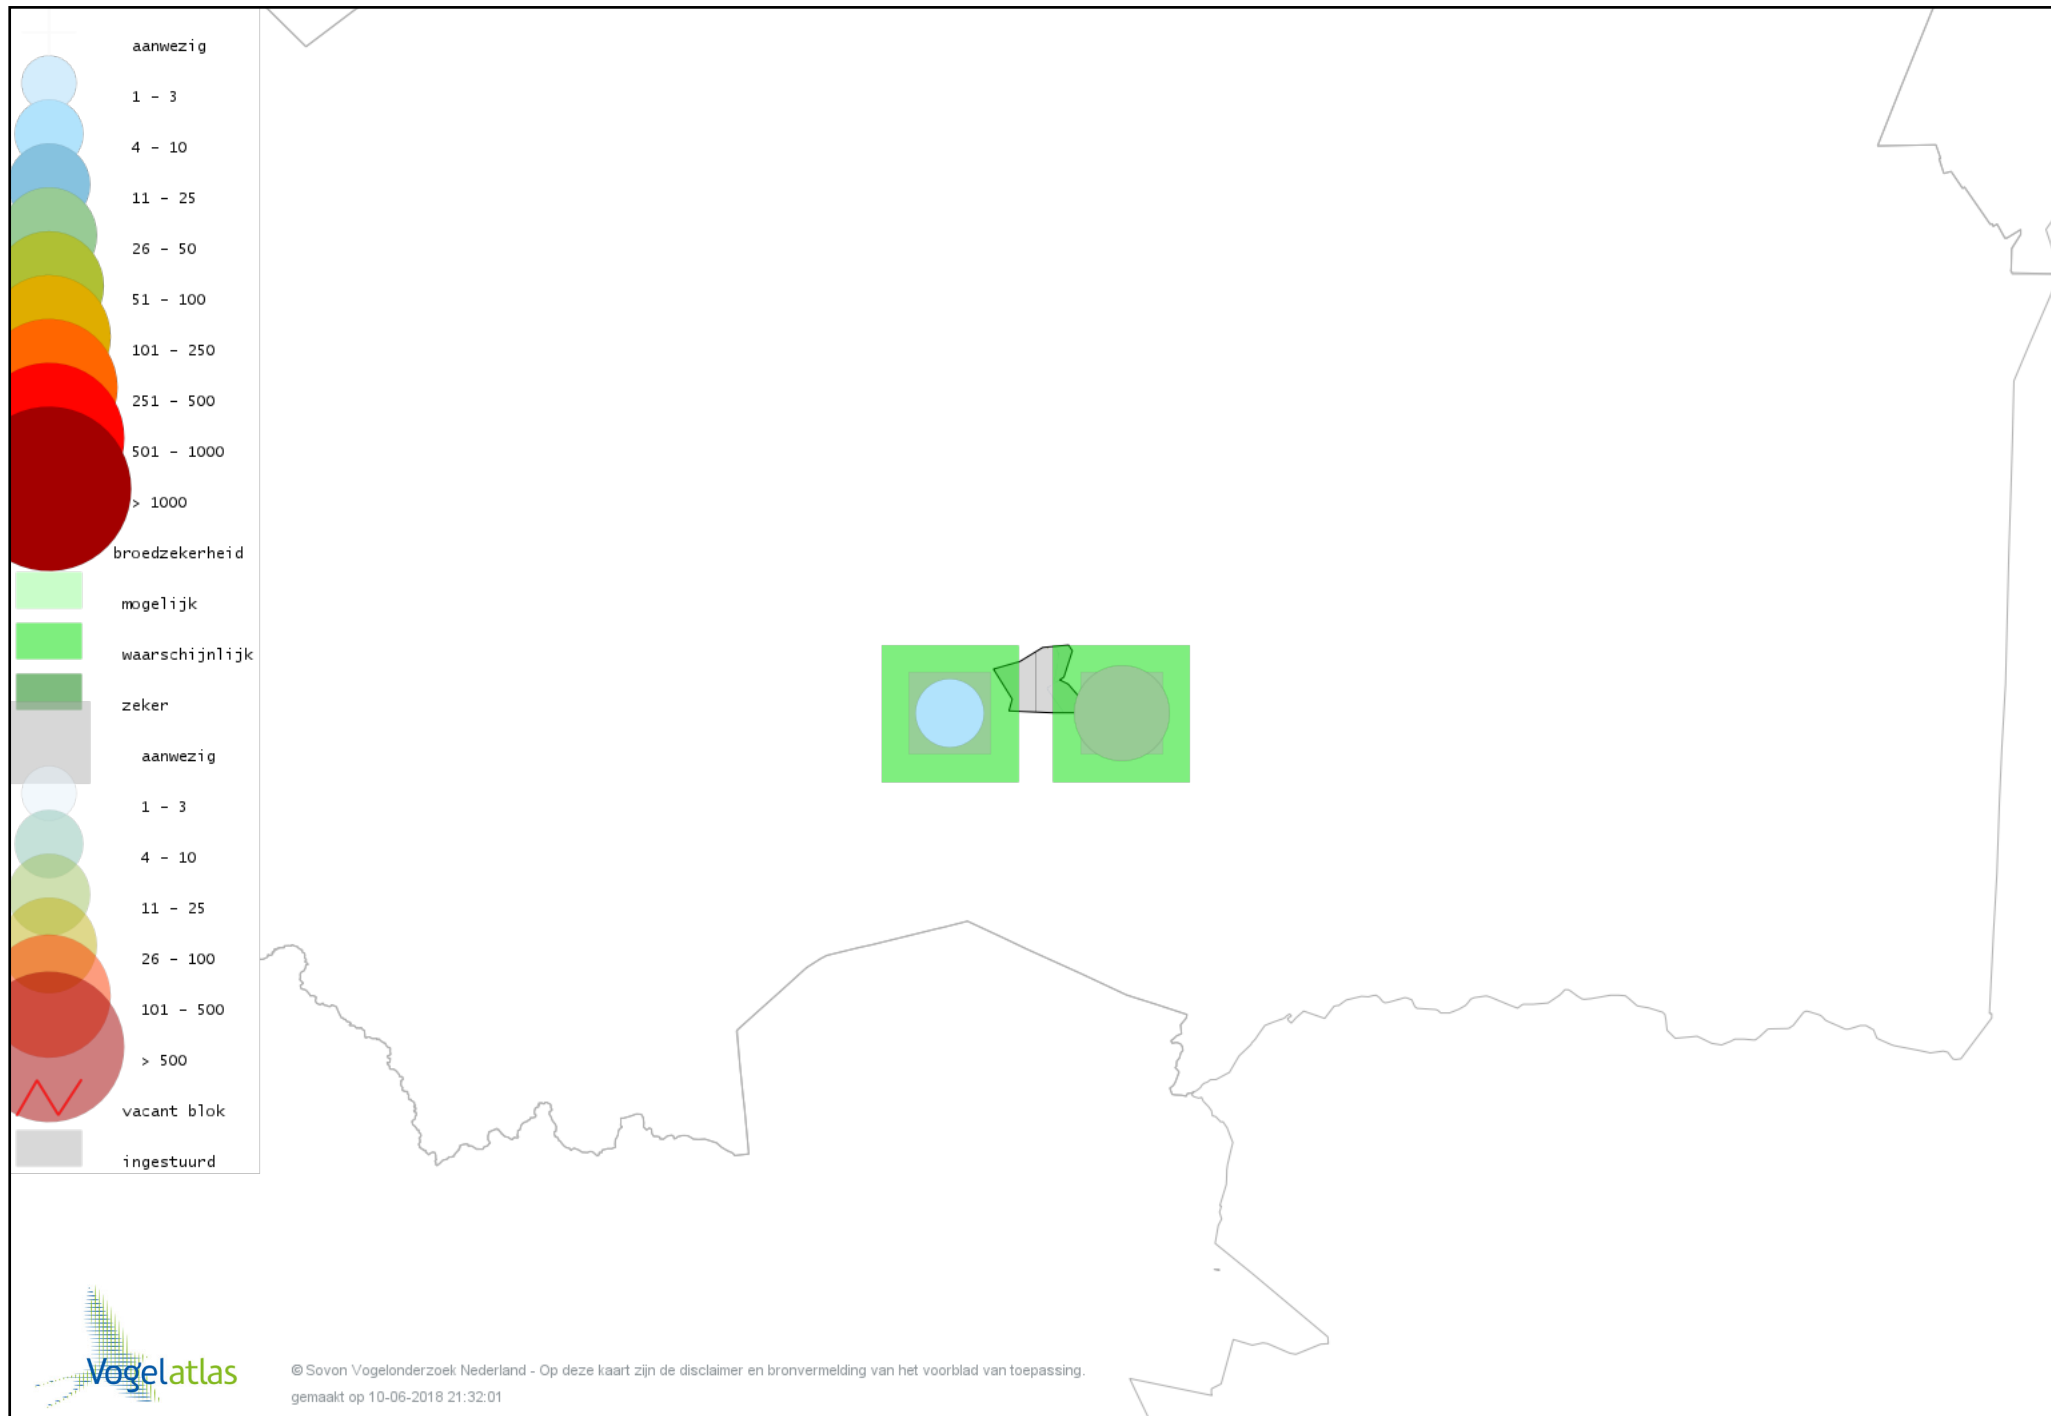 aanwezig
1 - 3
4 - 10
11 - 25
26 - 50
51 - 100
101 - 250
251 - 500
501 - 1000
> 1000
broedzekerheid
mogelijk
waarschijnlijk
zeker
aanwezig
1 - 3
4 - 10
11 - 25
26 - 100
101 - 500
> 500
vacant blok
ingestuurd
Vogelatlas
© Sovon Vogelonderzoek Nederland - Op deze kaart zijn de disclaimer en bronvermelding van het voorblad van toepassing.
gemaakt op 10-06-2018 21:32:01